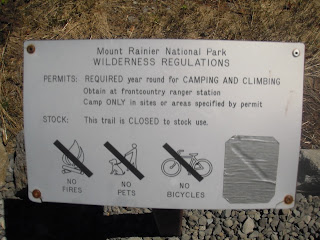 Mount Rainier National Park
WILDERNESS REGULATIONS
PERMITS: REQUIRED year round for CAMPING AND CLIMBING
Obtain at frontcountry ranger station
Camp ONLY in sites or areas specified by permit
STOCK: This trail is CLOSED to stock use.
NO FIRES
NO PETS
NO BICYCLES